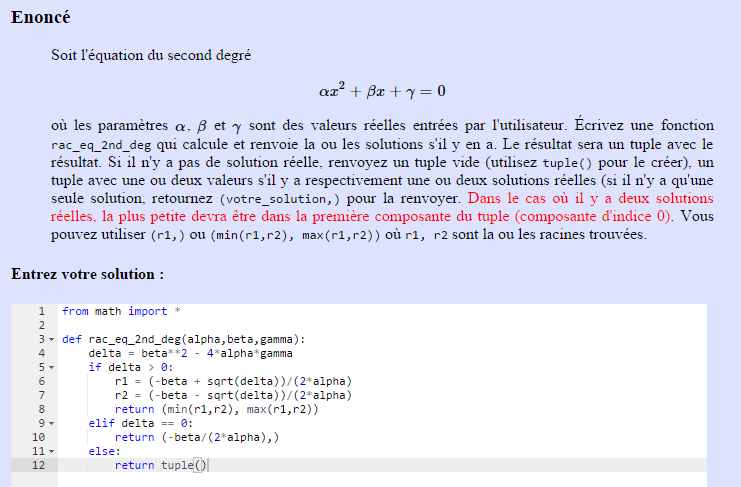 Enoncé
Soit l'équation du second degré
αx² + βx + γ = 0
où les paramètres α, β et γ sont des valeurs réelles entrées par l'utilisateur. Écrivez une fonction
rac_eq_2nd_deg qui calcule et renvoie la ou les solutions s'il y en a. Le résultat sera un tuple avec le
résultat. Si il n'y a pas de solution réelle, renvoyez un tuple vide (utilisez tuple() pour le créer), un
tuple avec une ou deux valeurs s'il y a respectivement une ou deux solutions réelles (si il n'y a qu'une
seule solution, retournez (votre_solution,) pour la renvoyer. Dans le cas où il y a deux solutions
réelles, la plus petite devra être dans la première composante du tuple (composante d'indice 0). Vous
pouvez utiliser (r1,) ou (min(r1,r2), max(r1,r2)) où r1, r2 sont la ou les racines trouvées.
Entrez votre solution :
1 from math import *
2
3 def rac_eq_2nd_deg(alpha,beta,gamma):
4     delta = beta**2 - 4*alpha*gamma
5     if delta > 0:
6         r1 = (-beta + sqrt(delta))/(2*alpha)
7         r2 = (-beta - sqrt(delta))/(2*alpha)
8         return (min(r1,r2), max(r1,r2))
9     elif delta == 0:
10         return (-beta/(2*alpha),)
11     else:
12         return tuple()